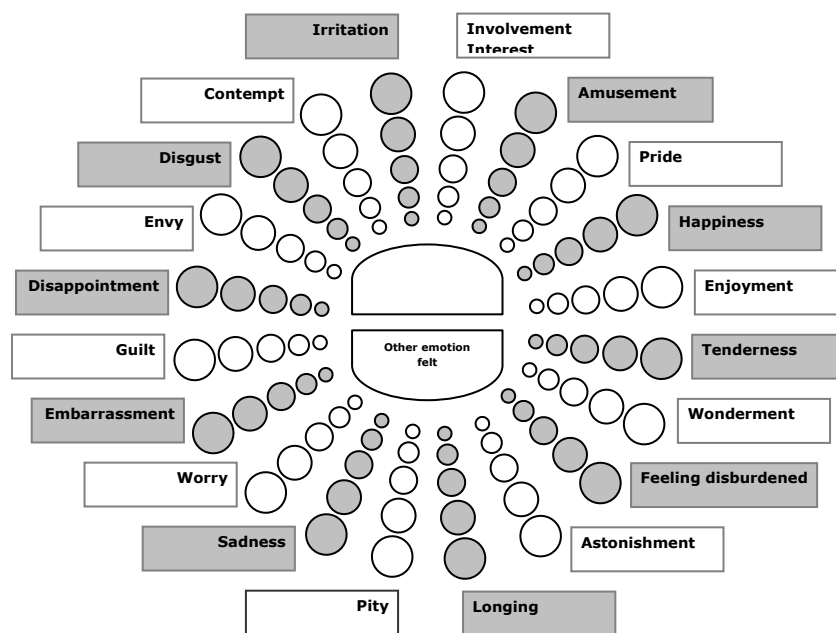 Irritation
Involvement
Interest
Contempt
Amusement
Disgust
Pride
Envy
Happiness
Disappointment
Enjoyment
Other emotion
felt
Guilt
Tenderness
Embarrassment
Wonderment
Worry
Feeling disburdened
Sadness
Astonishment
Pity
Longing